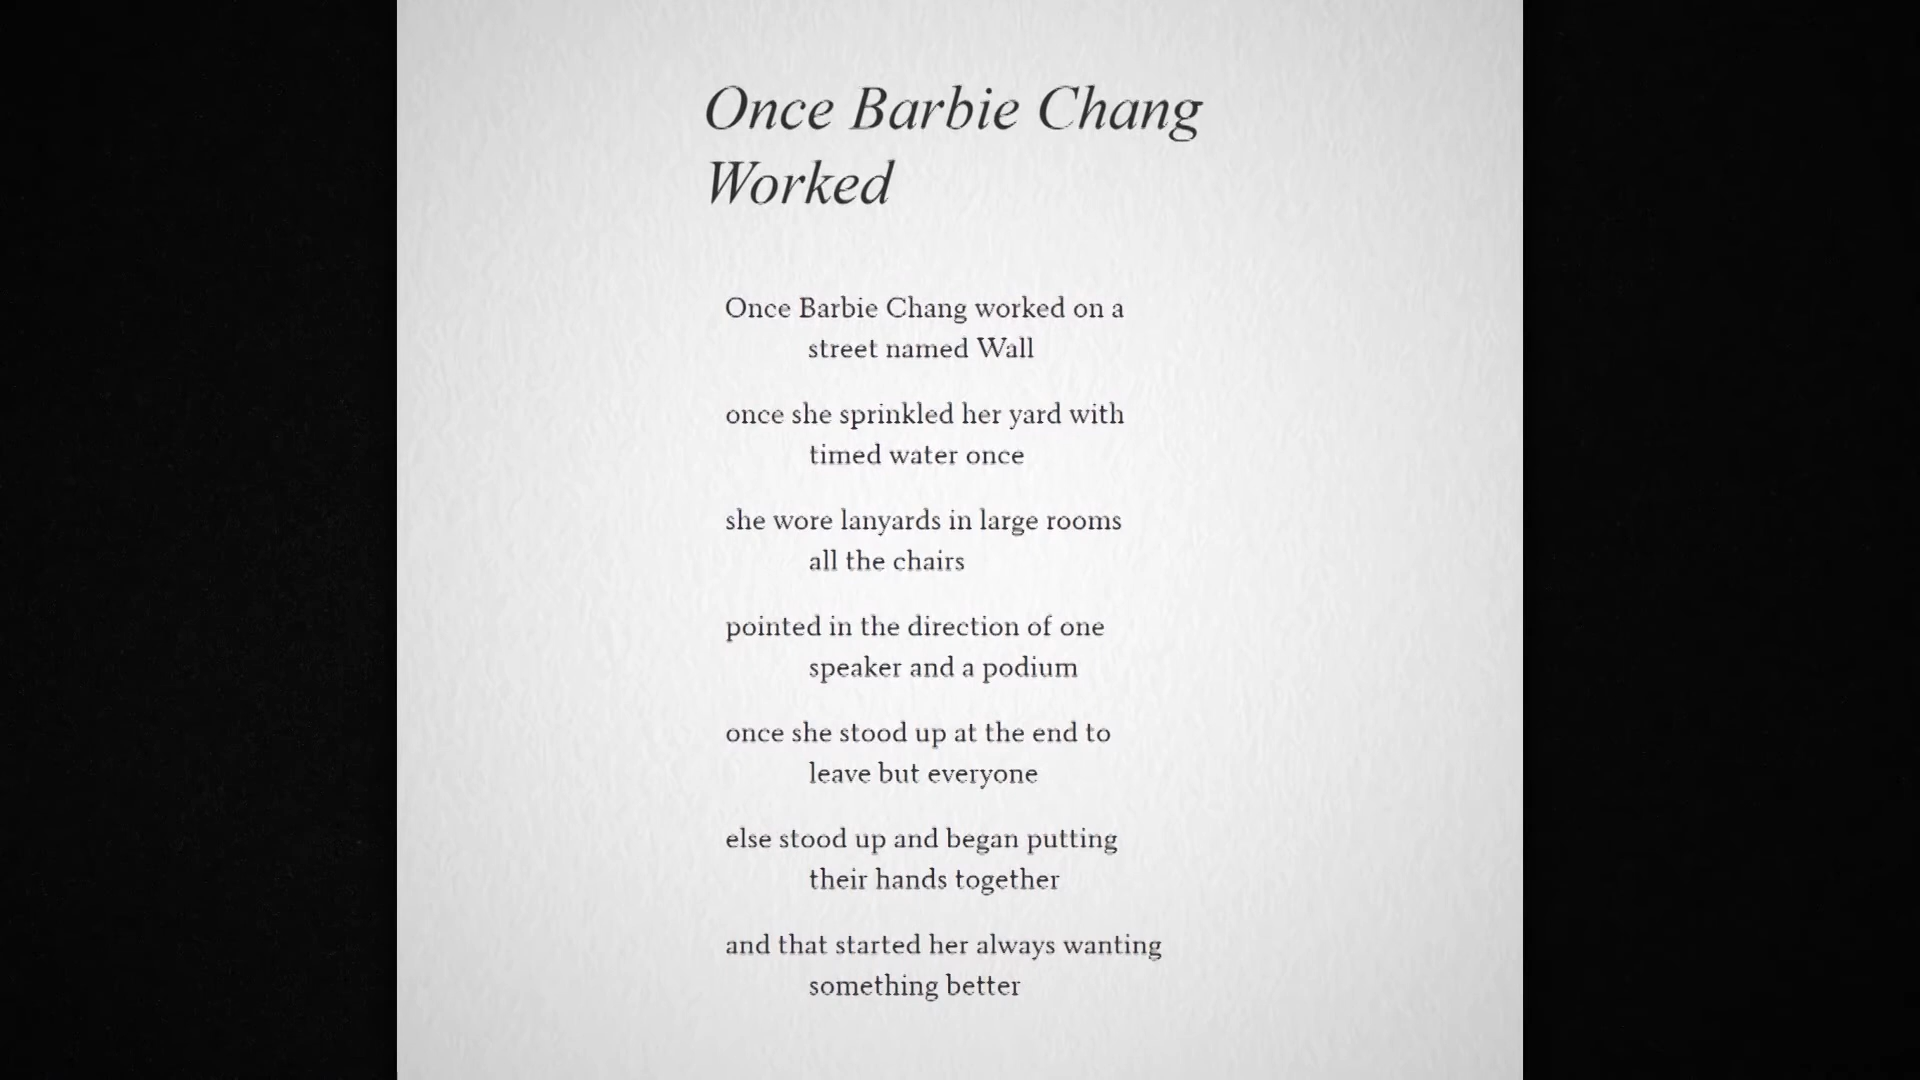 Once Barbie Chang
Worked
Once Barbie Chang worked on a
street named Wall
once she sprinkled her yard with
timed water once
she wore lanyards in large rooms
all the chairs
pointed in the direction of one
speaker and a podium
once she stood up at the end to
leave but everyone
else stood up and began putting
their hands together
and that started her always wanting
something better